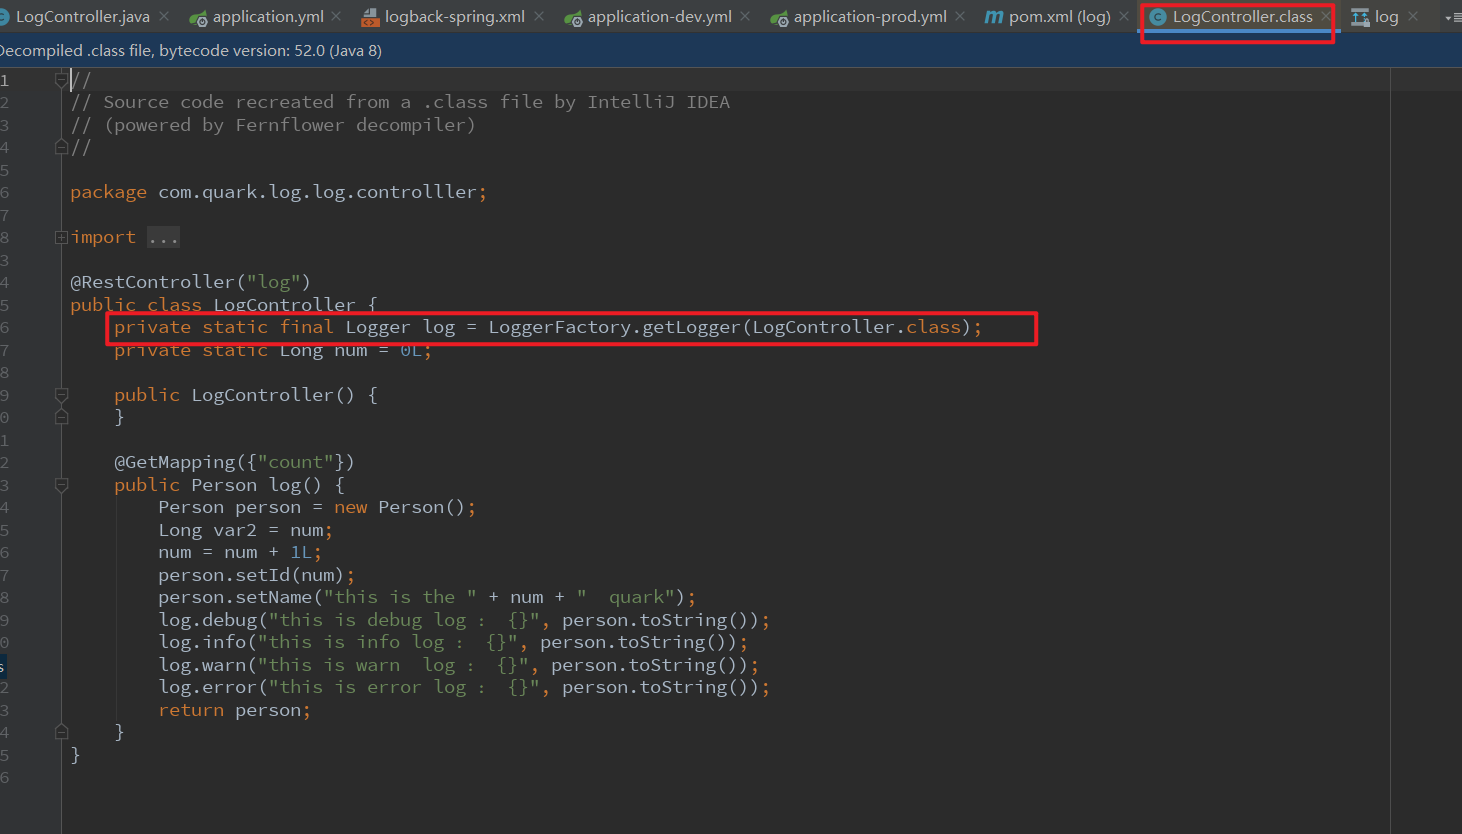 LogController.java application.yml logback-spring.xml application-dev.yml application-prod.yml m pom.xml (log) C LogController.class log
Decompiled .class file, bytecode version: 52.0 (Java 8)
1 //
2 // Source code recreated from a .class file by IntelliJ IDEA
3 // (powered by Fernflower decompiler)
4 //
5
6 package com.quark.log.log.controlller;
7
8 import ...
3
4 @RestController("log")
5 public class LogController {
6 private static final Logger log = LoggerFactory.getLogger(LogController.class);
7 private static Long num = 0L;
8
9 public LogController() {
0 }
1
2 @GetMapping({"count"})
3 public Person log() {
4 Person person = new Person();
5 Long var2 = num;
6 num = num + 1L;
7 person.setId(num);
8 person.setName("this is the " + num + "  quark");
9 log.debug("this is debug log :  {}", person.toString());
0 log.info("this is info log :  {}", person.toString());
s log.warn("this is warn  log :  {}", person.toString());
2 log.error("this is error log :  {}", person.toString());
3 return person;
4 }
5 }
6